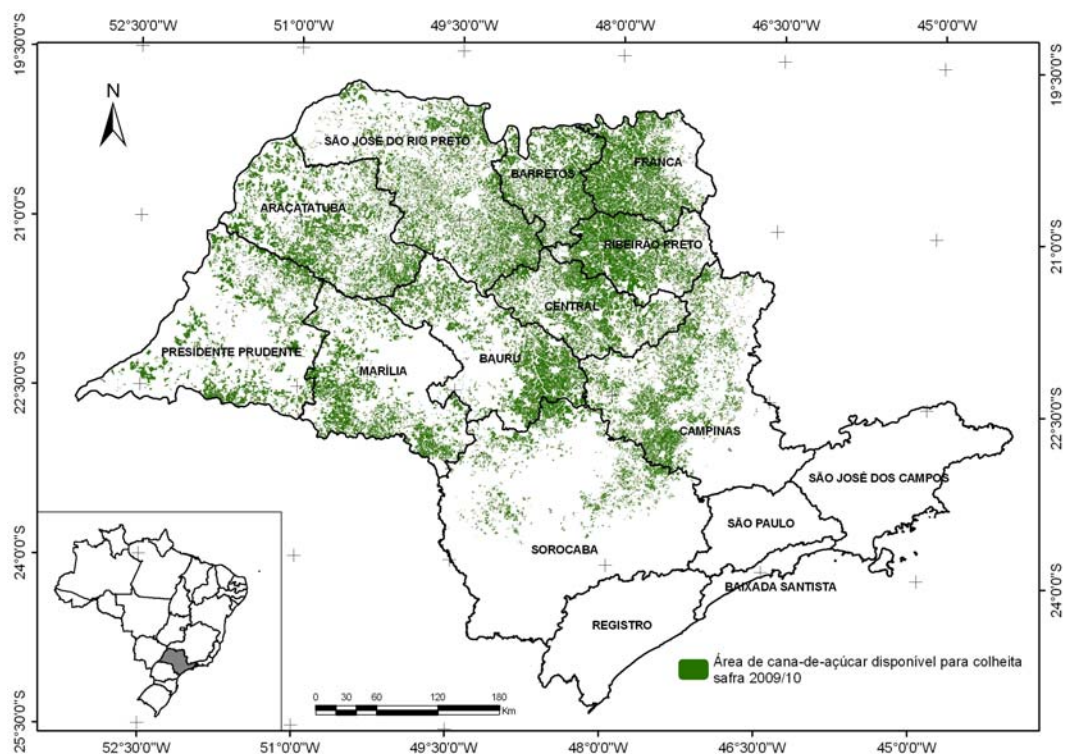 52°30'0"W 51°0'0"W 49°30'0"W 48°0'0"W 46°30'0"W 45°0'0"W
19°30'0"S
19°30'0"S
N
SÃO JOSÉ DO RIO PRETO
FRANCA
BARRETOS
ARAÇATATUBA
21°0'0"S
RIBEIRÃO PRETO
21°0'0"S
CENTRAL
PRESIDENTE PRUDENTE
BAURU
MARÍLIA
22°30'0"S
22°30'0"S
CAMPINAS
SÃO JOSÉ DOS CAMPOS
SÃO PAULO
SOROCABA
24°0'0"S
24°0'0"S
BAIXADA SANTISTA
REGISTRO
Área de cana-de-açúcar disponível para colheita
safra 2009/10
0 30 60 120 180
Km
25°30'0"S
52°30'0"W 51°0'0"W 49°30'0"W 48°0'0"W 46°30'0"W 45°0'0"W